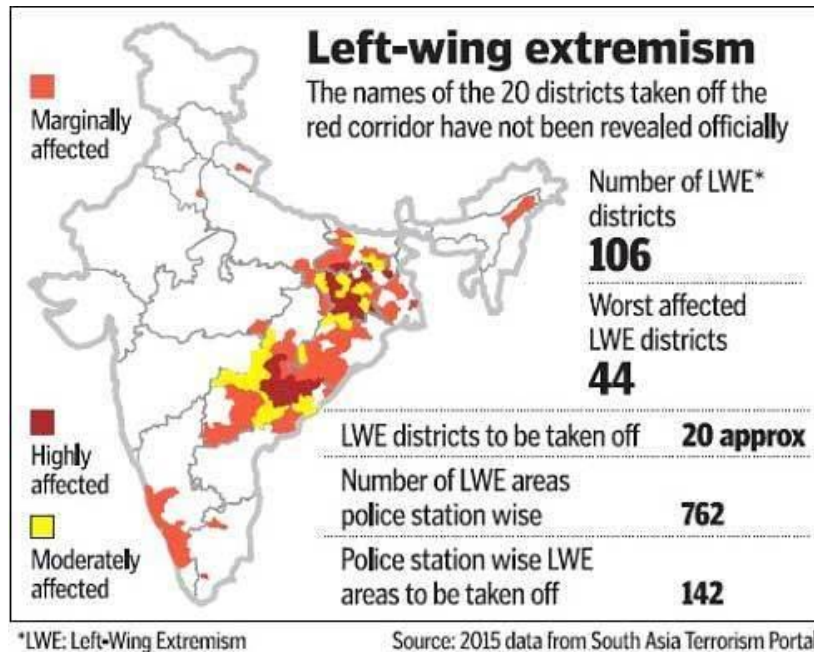 Left-wing extremism
The names of the 20 districts taken off the
red corridor have not been revealed officially
Marginally
affected
Number of LWE*
districts
106
Worst affected
LWE districts
44
Highly
affected
Moderately
affected
LWE districts to be taken off 20 approx
Number of LWE areas
police station wise 762
Police station wise LWE
areas to be taken off 142
*LWE: Left-Wing Extremism Source: 2015 data from South Asia Terrorism Portal